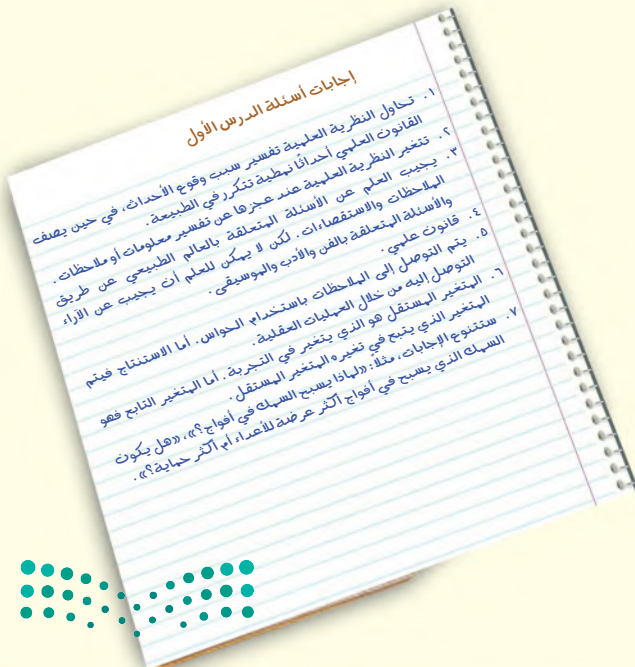 إجابات أسئلة الدرس الأول
١. تحاول النظرية العلمية تفسير سبب وقوع الأحداث، في حين يصف
القانون العلمي أحداثًا نمطية تتكرر في الطبيعة.
٢. تتغير النظرية العلمية عند عجزها عن تفسير معلومات أو ملاحظات.
٣. يجيب العلم عن الأسئلة المتعلقة بالعالم الطبيعي عن طريق
الملاحظات والاستقصاءات. لكن لا يمكن للعلم أن يجيب عن الآراء
والأسئلة المتعلقة بالفن والأدب والموسيقى.
٤. قانون علمي.
٥. يتم التوصل إلى الملاحظات باستخدام الحواس. أما الاستنتاج فيتم
التوصل إليه من خلال العمليات العقلية.
٦. المتغير المستقل هو الذي يتغير في التجربة. أما المتغير التابع فهو
المتغير الذي يتبع في تغيره المتغير المستقل.
٧. ستتنوع الإجابات، مثلاً: «لماذا يسبح السمك في أفواج؟»، «هل يكون
السمك الذي يسبح في أفواج أكثر عرضة للأعداء أم أكثر حماية؟».